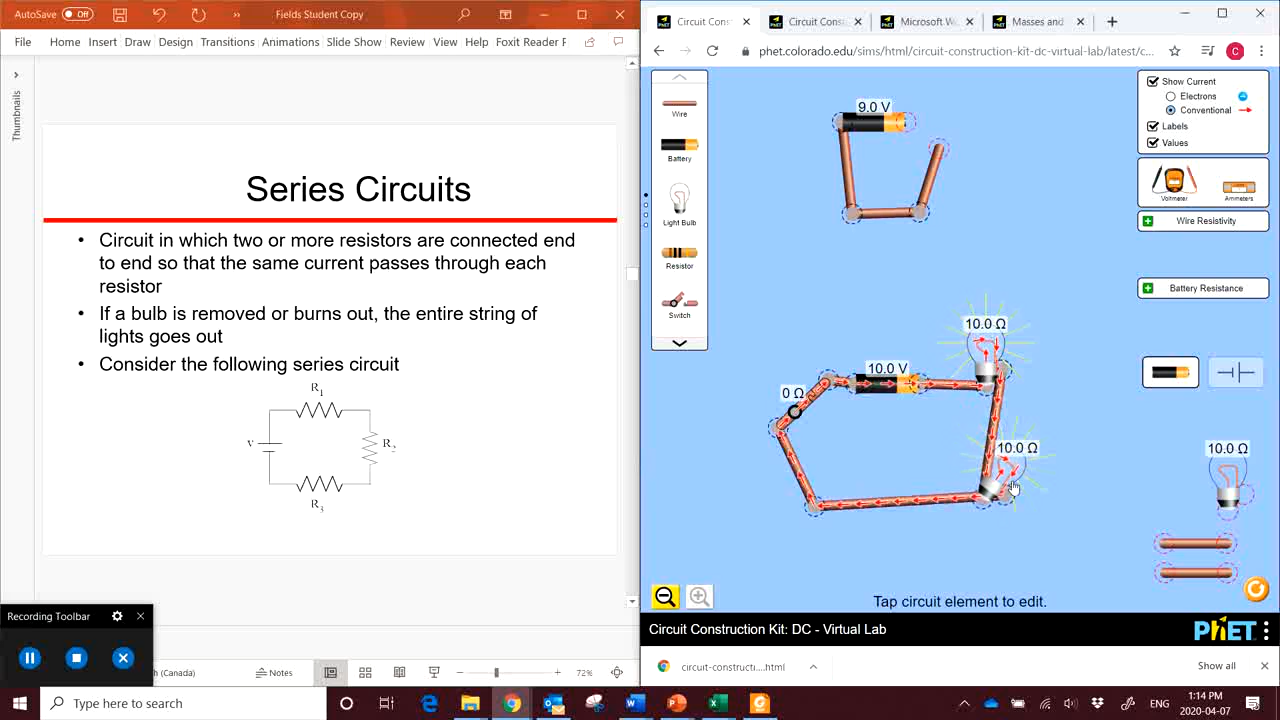 AutoSave Off
Fields Student Copy
File Home Insert Draw Design Transitions Animations Slide Show Review View Help Foxit Reader F
Thumbnails
Series Circuits
• Circuit in which two or more resistors are connected end
to end so that the same current passes through each
resistor
• If a bulb is removed or burns out, the entire string of
lights goes out
• Consider the following series circuit
R1
V
R2
R3
Recording Toolbar
(Canada)
Notes
72%
Circuit Cons
Circuit Cons
Microsoft W
Masses and
phet.colorado.edu/sims/html/circuit-construction-kit-dc-virtual-lab/latest/c...
C
Wire
Battery
Light Bulb
Resistor
Switch
9.0 V
10.0 Ω
10.0 V
0 Ω
10.0 Ω
Show Current
Electrons
Conventional
Labels
Values
Voltmeter
Ammeters
Wire Resistivity
Battery Resistance
10.0 Ω
Tap circuit element to edit.
Circuit Construction Kit: DC - Virtual Lab
PhET
circuit-constructi....html
Show all
Type here to search
ENG
1:14 PM
2020-04-07